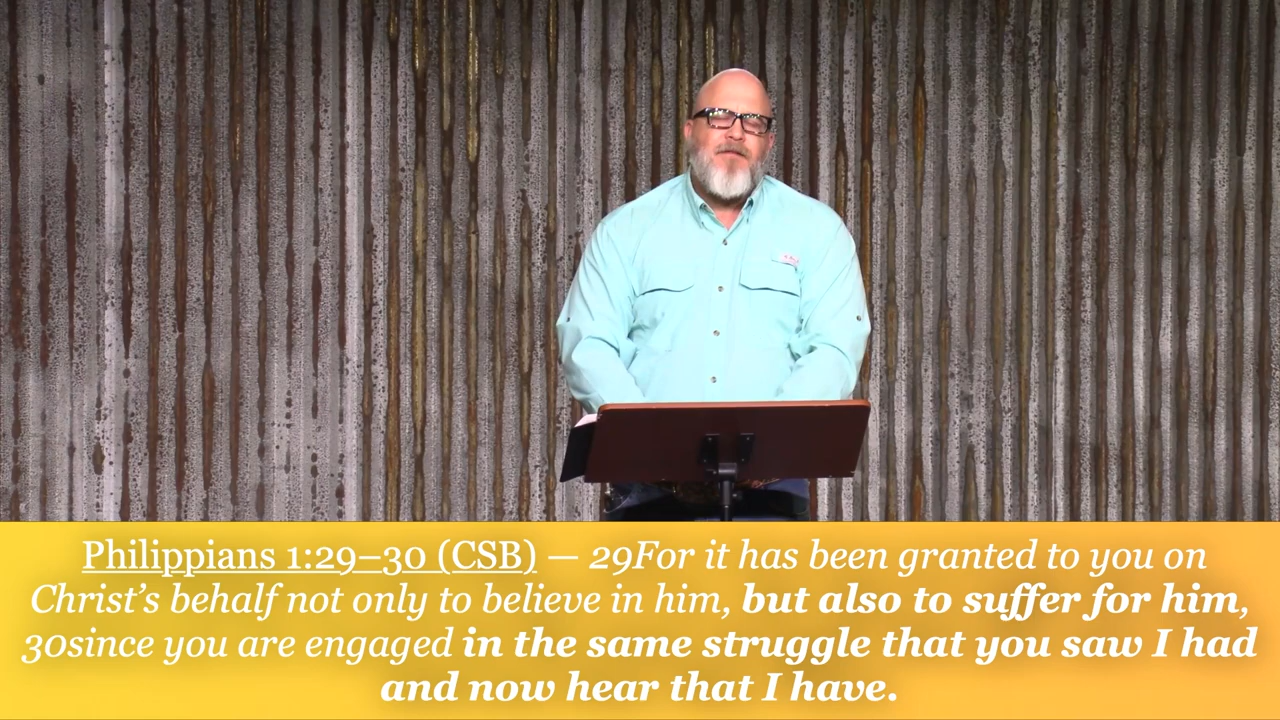 Philippians 1:29–30 (CSB) — 29For it has been granted to you on
Christ’s behalf not only to believe in him, but also to suffer for him,
30since you are engaged in the same struggle that you saw I had
and now hear that I have.